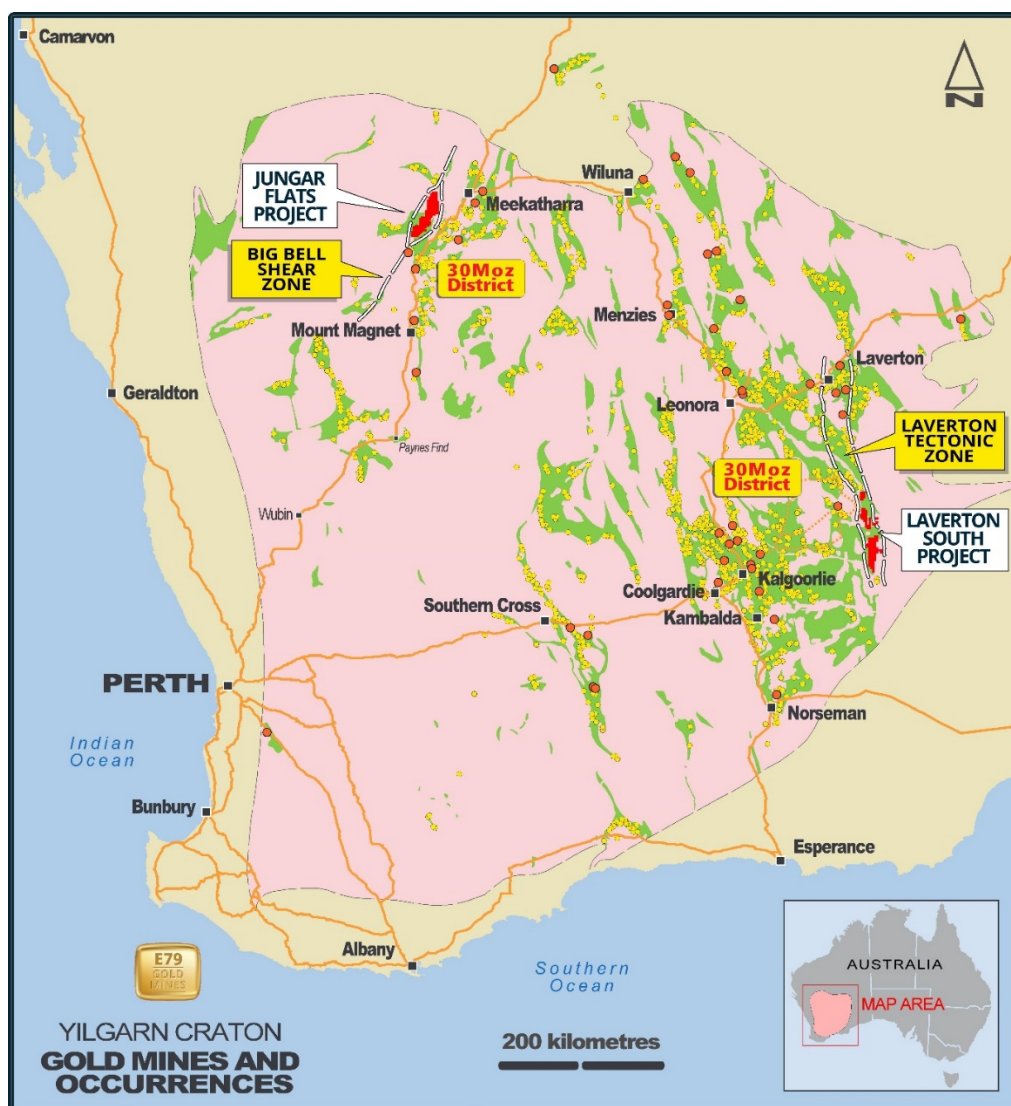 Camarvon
N
JUNGAR
FLATS
PROJECT
Meekatharra
Wiluna
BIG BELL
SHEAR
ZONE
30Moz
District
Mount Magnet
Menzies
Laverton
Geraldton
Leonora
LAVERTON
TECTONIC
ZONE
Paynes Find
30Moz
District
Wubin
LAVERTON
SOUTH
PROJECT
Kalgoorlie
Coolgardie
Southern Cross
Kambalda
PERTH
Norseman
Indian
Ocean
Bunbury
Esperance
Albany
Southern
Ocean
E79
GOLD
MINES
AUSTRALIA
MAP AREA
YILGARN CRATON
GOLD MINES AND
OCCURRENCES
200 kilometres